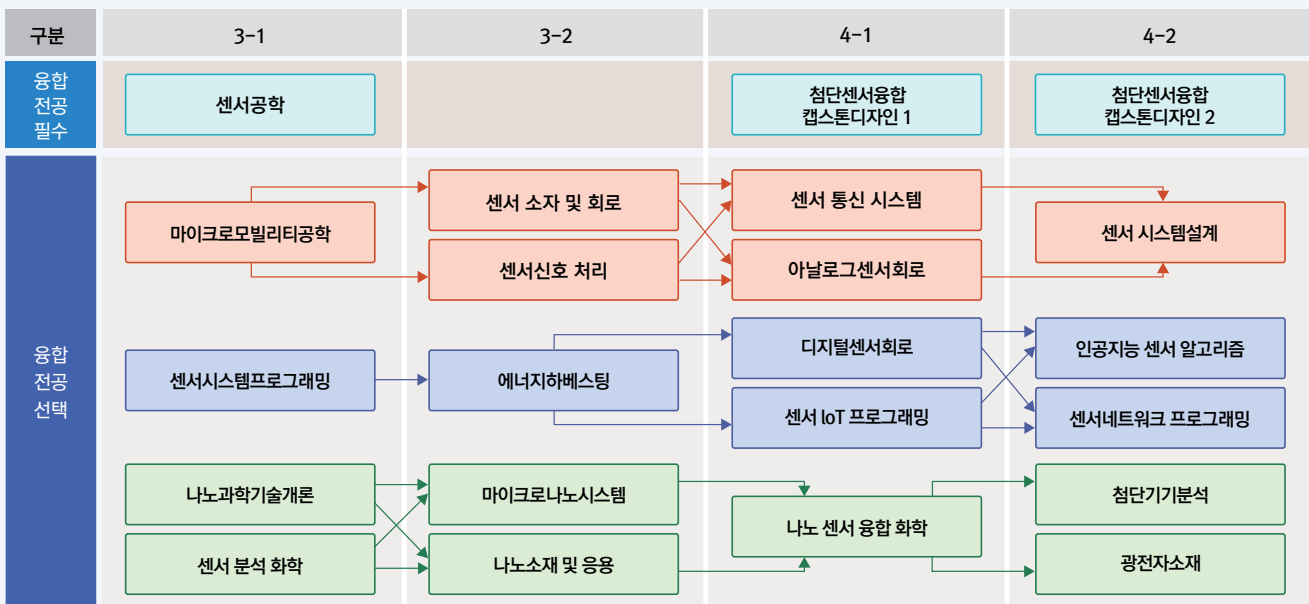 구분
3-1
3-2
4-1
4-2
융합
전공
필수
센서공학
첨단센서융합
캡스톤디자인 1
첨단센서융합
캡스톤디자인 2
융합
전공
선택
마이크로모빌리티공학
센서 소자 및 회로
센서신호 처리
센서 통신 시스템
아날로그센서회로
센서 시스템설계
센서시스템프로그래밍
에너지하베스팅
디지털센서회로
센서 IoT 프로그래밍
인공지능 센서 알고리즘
센서네트워크 프로그래밍
나노과학기술개론
센서 분석 화학
마이크로나노시스템
나노소재 및 응용
나노 센서 융합 화학
첨단기기분석
광전자소재